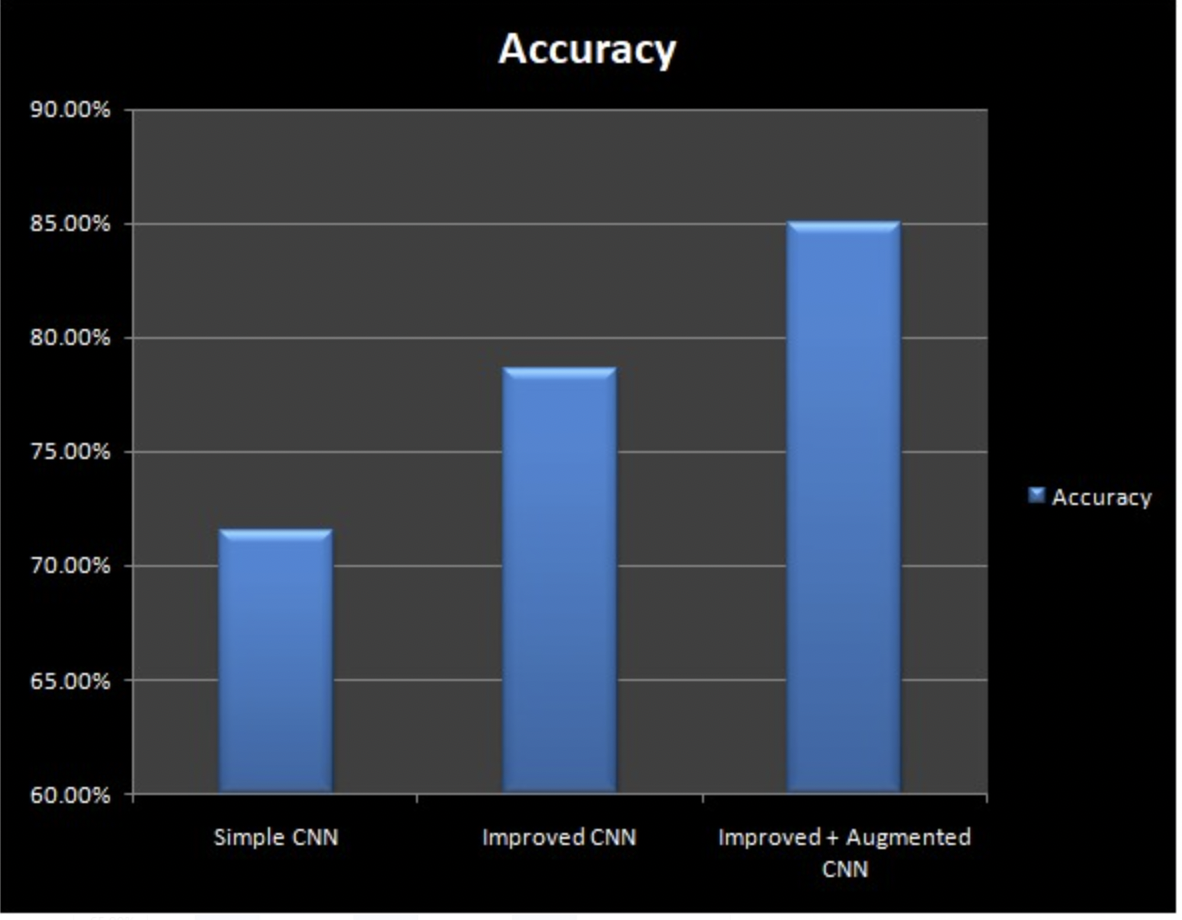 Accuracy
90.00%
85.00%
80.00%
75.00%
70.00%
65.00%
60.00%
Accuracy
Simple CNN
Improved CNN
Improved + Augmented
CNN